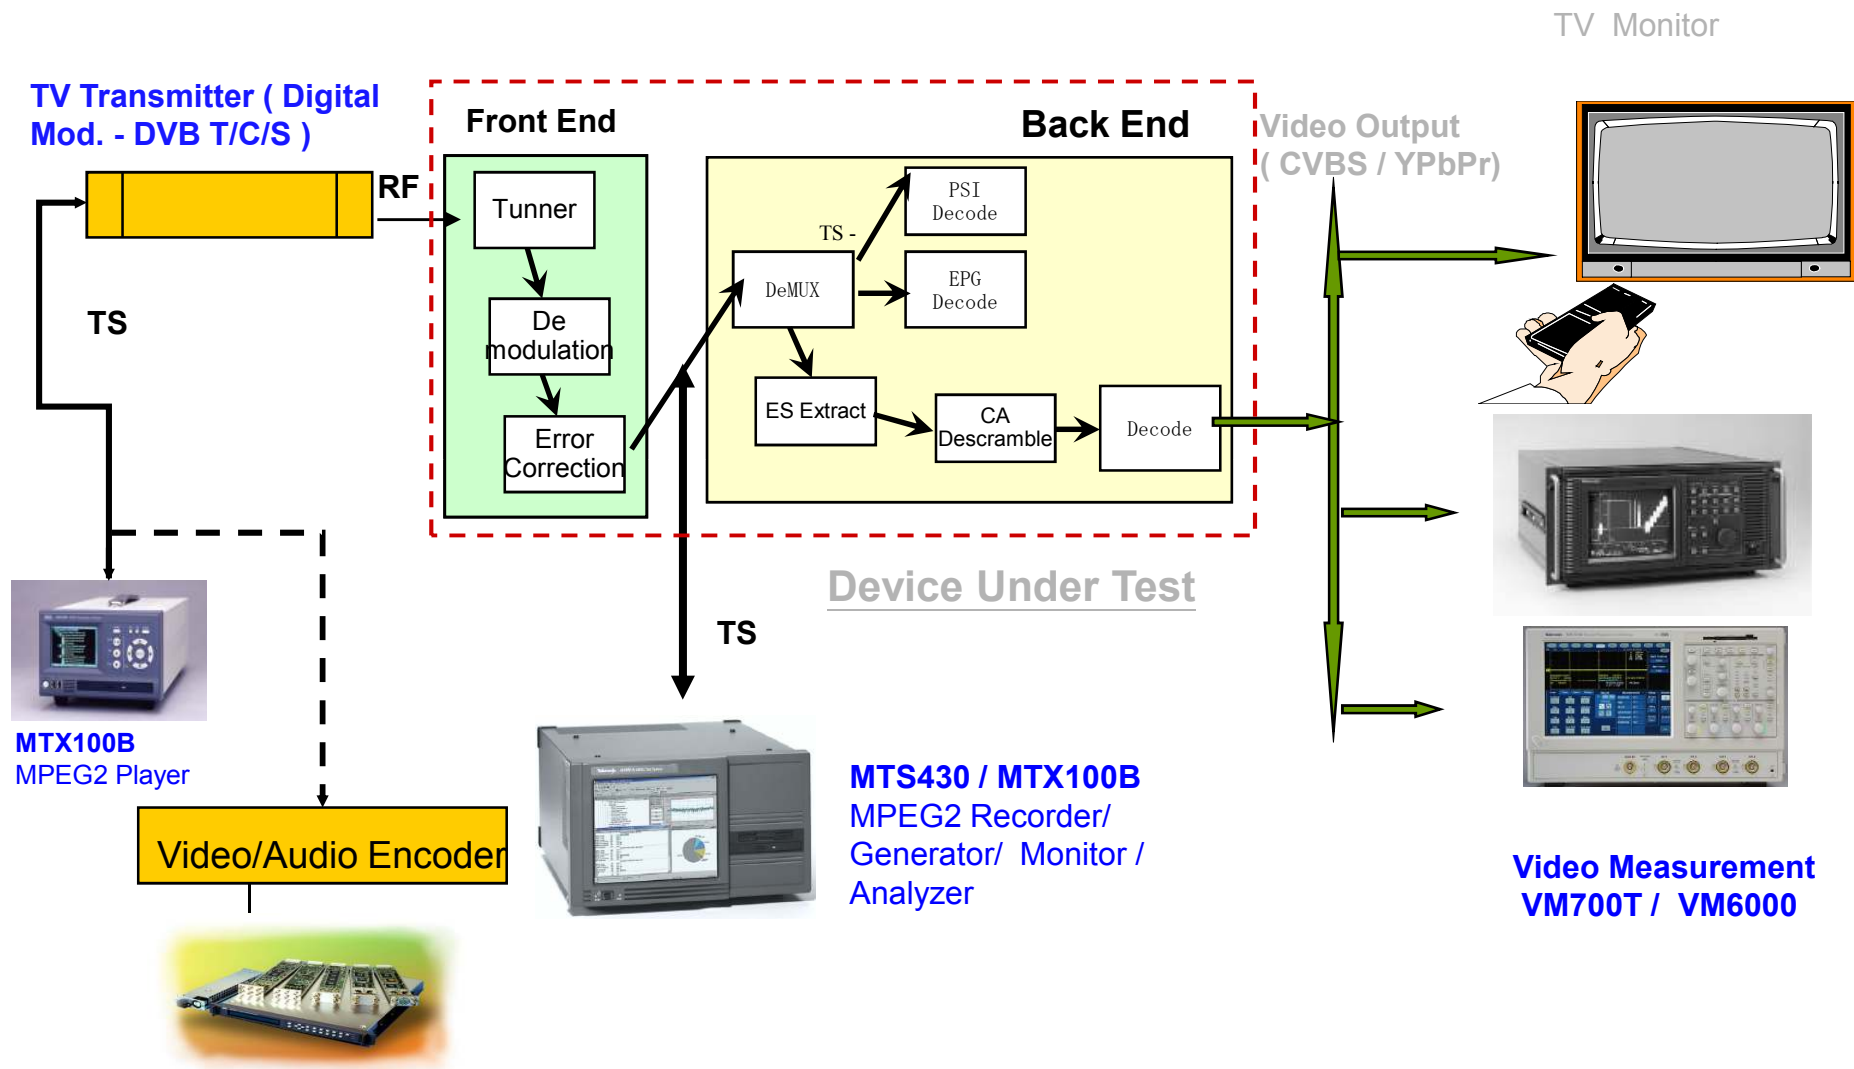 TV Monitor
TV Transmitter ( Digital
Mod. - DVB T/C/S )
Front End
Back End
Video Output
( CVBS / YPbPr)
RF
Tunner
PSI
Decode
TS -
DeMUX
EPG
Decode
TS
De
modulation
ES Extract
CA
Descramble
Decode
Error
Correction
Device Under Test
TS
MTX100B
MPEG2 Player
MTS430 / MTX100B
MPEG2 Recorder/
Generator/ Monitor /
Analyzer
Video/Audio Encoder
Video Measurement
VM700T / VM6000